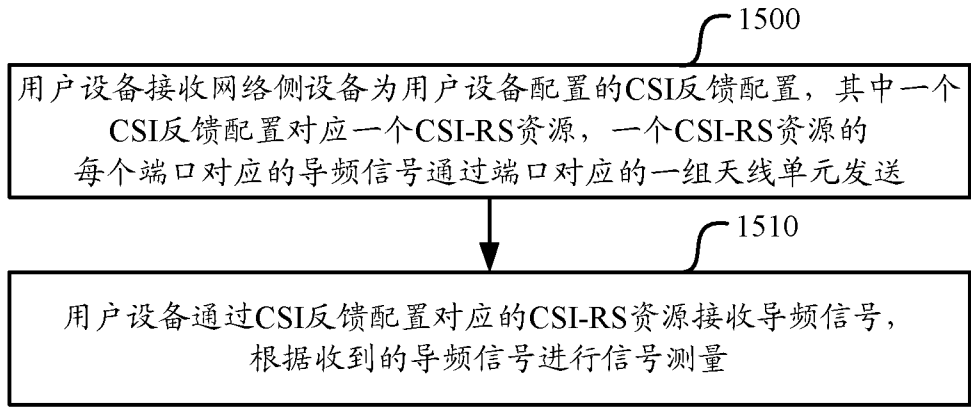 1500
用户设备接收网络侧设备为用户设备配置的CSI反馈配置，其中一个
CSI反馈配置对应一个CSI-RS资源，一个CSI-RS资源的
每个端口对应的导频信号通过端口对应的一组天线单元发送
1510
用户设备通过CSI反馈配置对应的CSI-RS资源接收导频信号，
根据收到的导频信号进行信号测量